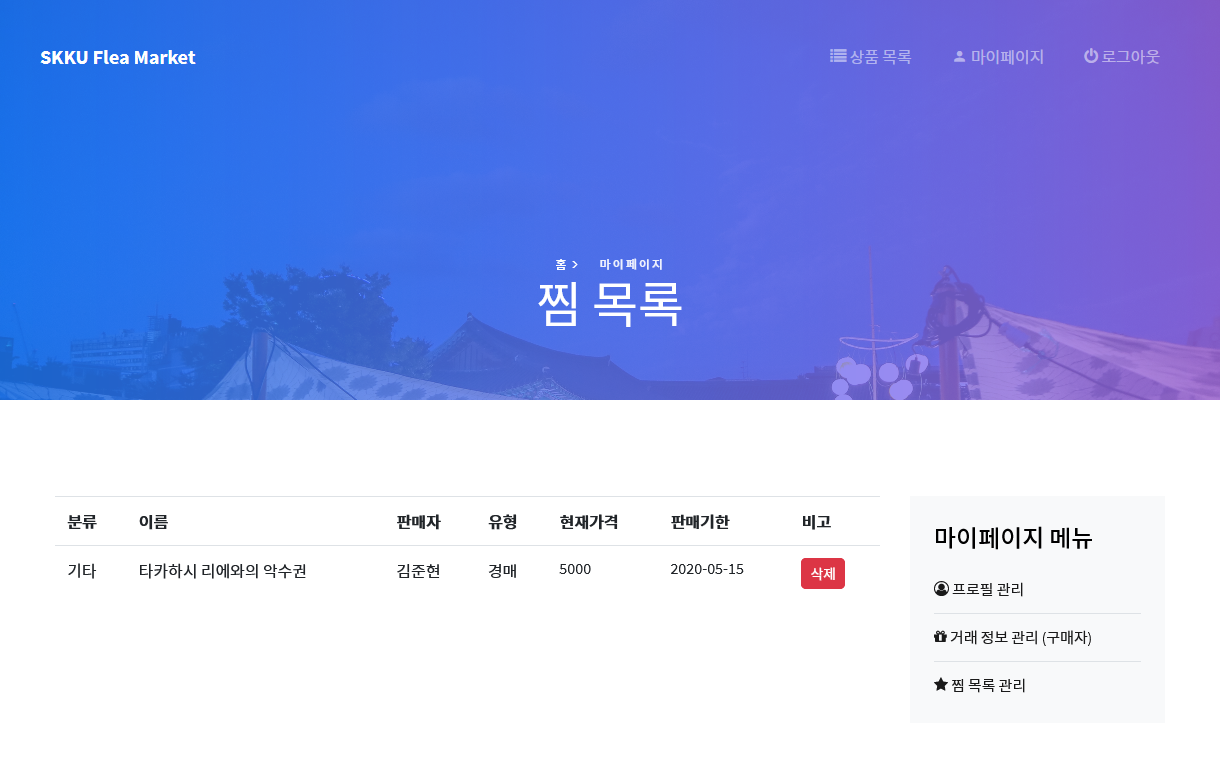 SKKU Flea Market
상품 목록 마이페이지 로그아웃
홈 > 마이페이지
찜 목록
분류 이름 판매자 유형 현재가격 판매기한 비고
기타 타카하시 리에와의 악수권 김준현 경매 5000 2020-05-15 삭제
마이페이지 메뉴
프로필 관리
거래 정보 관리 (구매자)
찜 목록 관리